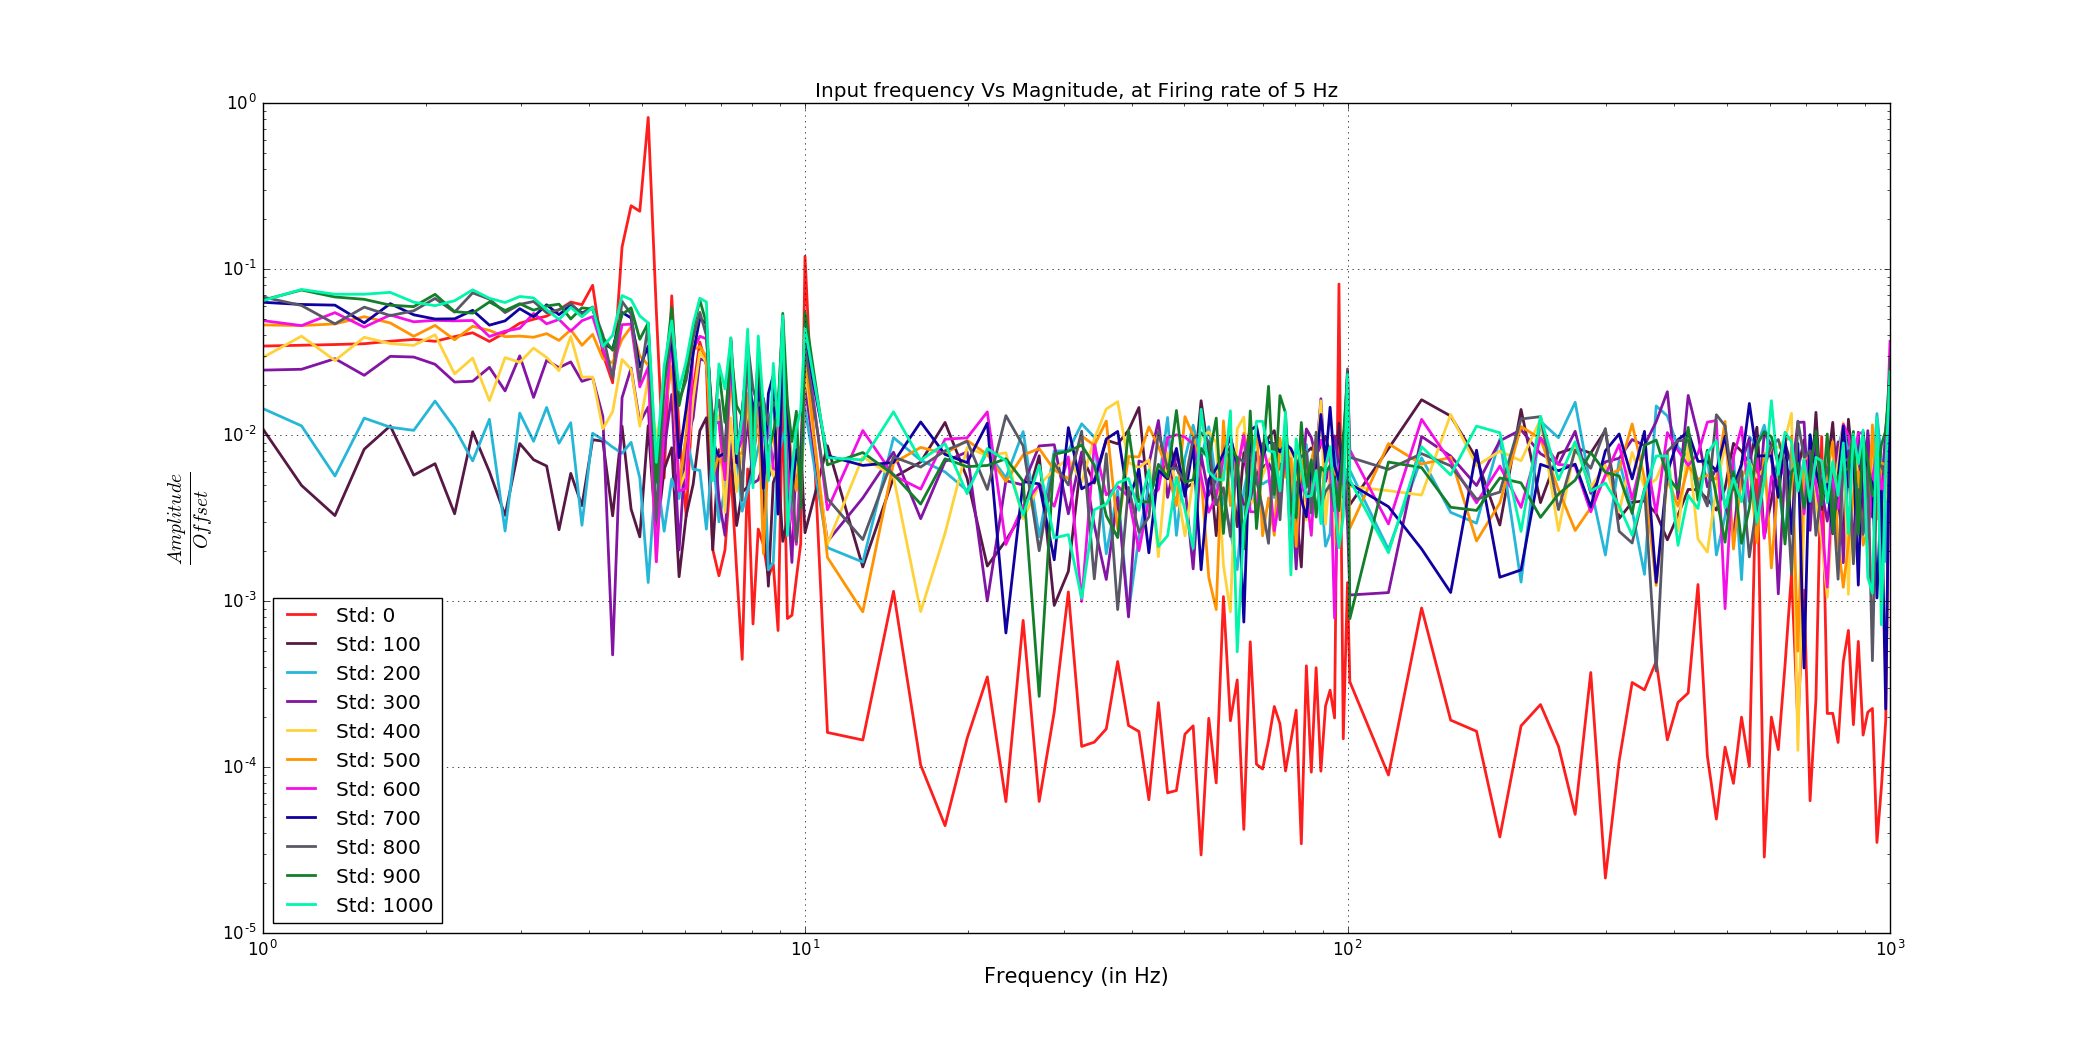 Input frequency Vs Magnitude, at Firing rate of 5 Hz
10^0
10^-1
10^-2
10^-3
10^-4
10^-5
Amplitude
Offset
Std: 0
Std: 100
Std: 200
Std: 300
Std: 400
Std: 500
Std: 600
Std: 700
Std: 800
Std: 900
Std: 1000
10^0 10^1 10^2 10^3
Frequency (in Hz)